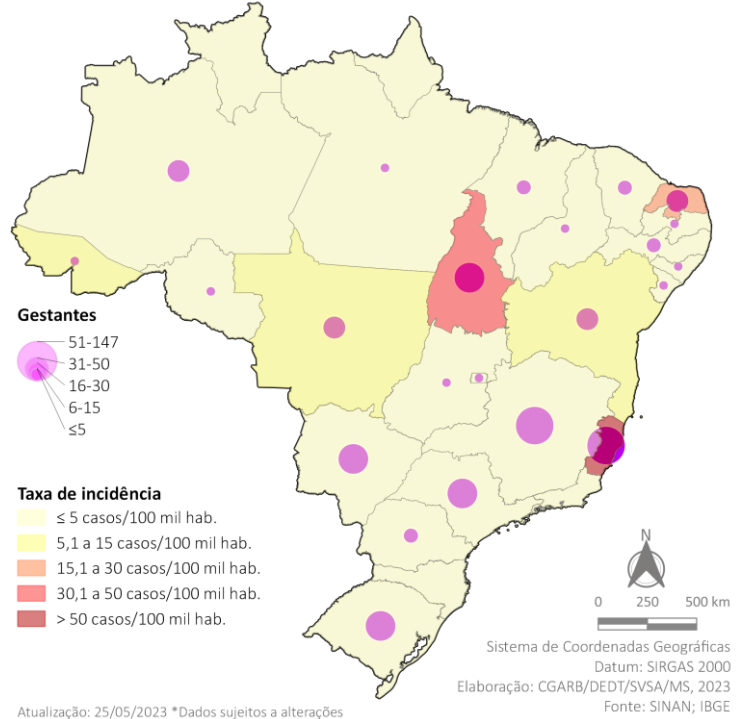 Gestantes
51-147
31-50
16-30
6-15
≤5
Taxa de incidência
≤ 5 casos/100 mil hab.
5,1 a 15 casos/100 mil hab.
15,1 a 30 casos/100 mil hab.
30,1 a 50 casos/100 mil hab.
> 50 casos/100 mil hab.
N
0 250 500 km
Sistema de Coordenadas Geográficas
Datum: SIRGAS 2000
Elaboração: CGARB/DEDT/SVSA/MS, 2023
Fonte: SINAN; IBGE
Atualização: 25/05/2023 *Dados sujeitos a alterações